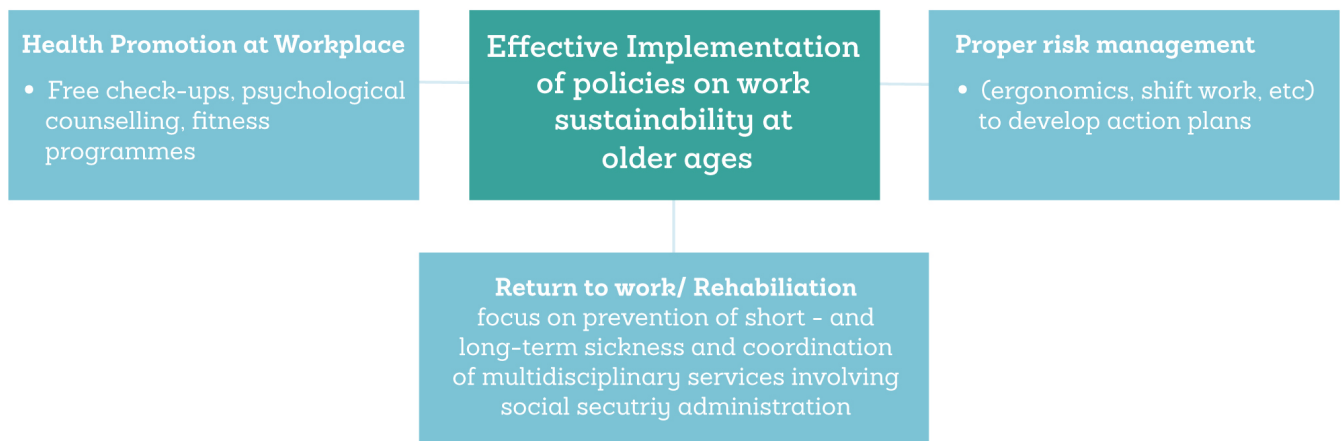 Health Promotion at Workplace
• Free check-ups, psychological
counselling, fitness
programmes
Effective Implementation
of policies on work
sustainability at
older ages
Proper risk management
• (ergonomics, shift work, etc)
to develop action plans
Return to work/ Rehabiliation
focus on prevention of short - and
long-term sickness and coordination
of multidisciplinary services involving
social secutriy administration